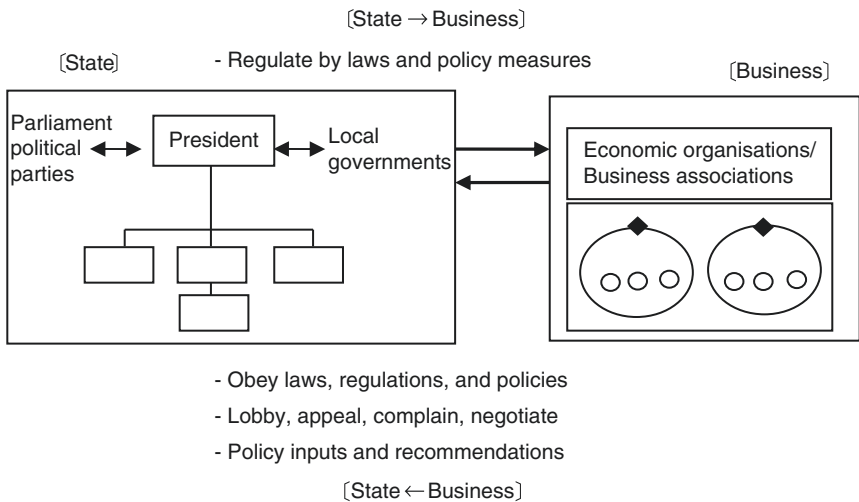 〔State → Business〕
〔State〕
- Regulate by laws and policy measures
〔Business〕
Parliament
political
parties
President
Local
governments
Economic organisations/
Business associations
- Obey laws, regulations, and policies
- Lobby, appeal, complain, negotiate
- Policy inputs and recommendations
〔State ← Business〕